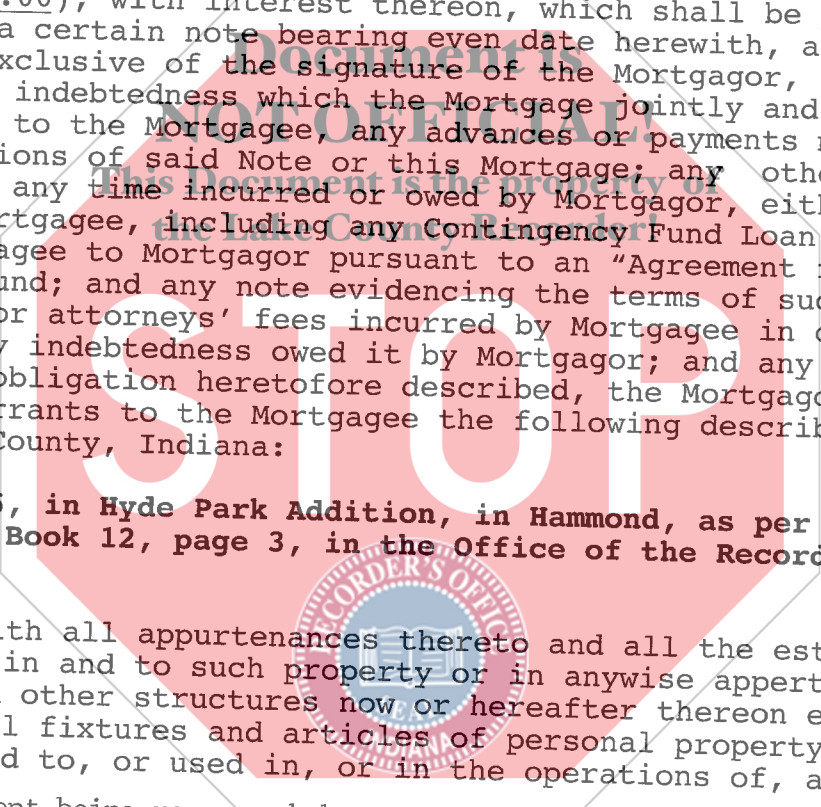 .00), with interest thereon, which shall be
a certain note bearing even date herewith, a
xclusive of the signature of the Mortgagor,
indebtedness which the Mortgage jointly and
to the Mortgagee, any advances or payments
ions of said Note or this Mortgage; any othe
any time incurred or owed by Mortgagor, eith
rtgagee, including any Contingency Fund Loan
agee to Mortgagor pursuant to an “Agreement
und; and any note evidencing the terms of suc
or attorneys’ fees incurred by Mortgagee in
indebtedness owed it by Mortgagor; and any
obligation heretofore described, the Mortgago
rrants to the Mortgagee the following describ
County, Indiana:
, in Hyde Park Addition, in Hammond, as per
Book 12, page 3, in the Office of the Record
ith all appurtenances thereto and all the est
in and to such property or in anywise appert
other structures now or hereafter thereon e
l fixtures and articles of personal property
d to, or used in, or in the operations of, a
Document is
NOT OFFICIAL!
This Document is the property of
the Lake County Recorder!
STOP
RECORDER'S OFFICE
SEAL
INDIANA